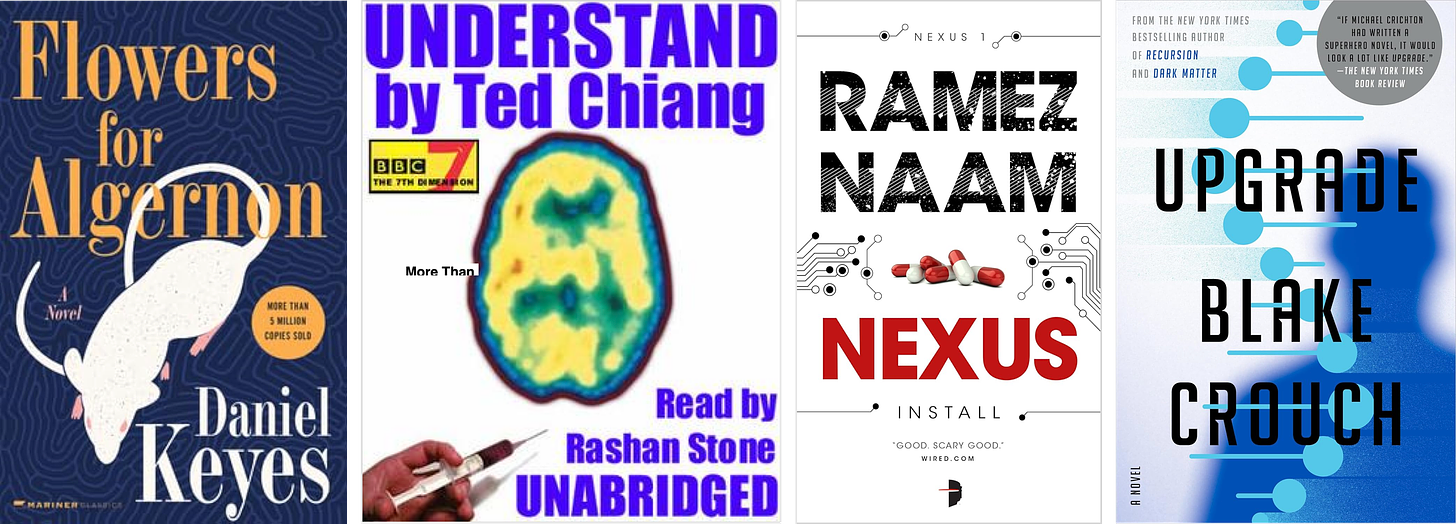 Flowers
for
Algernon
A
Novel
MORE THAN
5 MILLION
COPIES SOLD
Daniel
Keyes
MARINER CLASSICS
UNDERSTAND
by Ted Chiang
BBC 7
THE 7TH DIMENSION
More Than
Read by
Rashan Stone
UNABRIDGED
NEXUS 1
RAMEZ
NAAM
NEXUS
INSTALL
"GOOD. SCARY GOOD."
WIRED.COM
FROM THE NEW YORK TIMES
BESTSELLING AUTHOR
OF RECURSION
AND DARK MATTER
"IF MICHAEL CRICHTON
HAD WRITTEN A
SUPERHERO NOVEL, IT WOULD
LOOK A LOT LIKE UPGRADE."
—THE NEW YORK TIMES
BOOK REVIEW
UPGRADE
BLAKE
CROUCH
A NOVEL